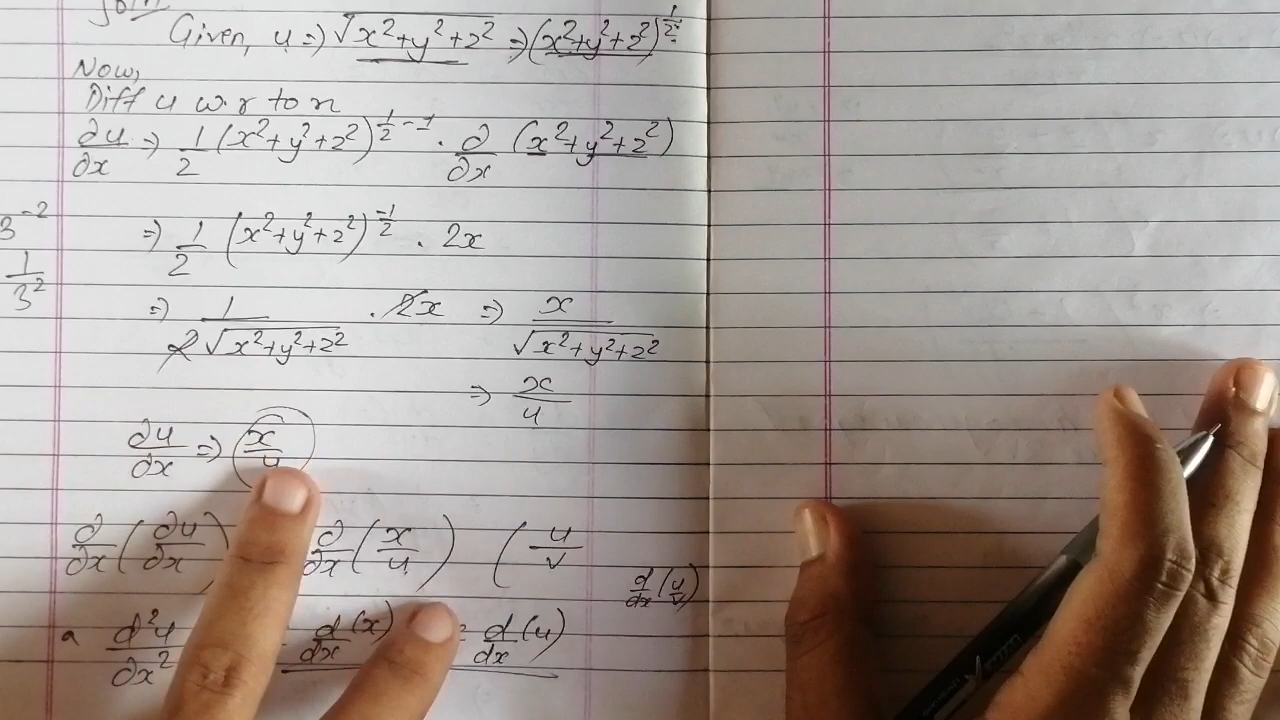 Soln
Given, u => √x²+y²+z² => (x²+y²+z²)^1/2
Now,
Diff u w.r to x
∂u/∂x => 1/2 (x²+y²+z²)^1/2-1 . ∂/∂x (x²+y²+z²)
3^-2 => 1/2 (x²+y²+z²)^-1/2 . 2x
1/3²
=> 1/2√x²+y²+z² . 2x => x/√x²+y²+z²
=> x/u
∂u/∂x => x/u
∂/∂x (∂u/∂x) ∂/∂x (x/u) (u/v
d/dx (u/v)
d²u/∂x² d/dx (x) d/dx (u)